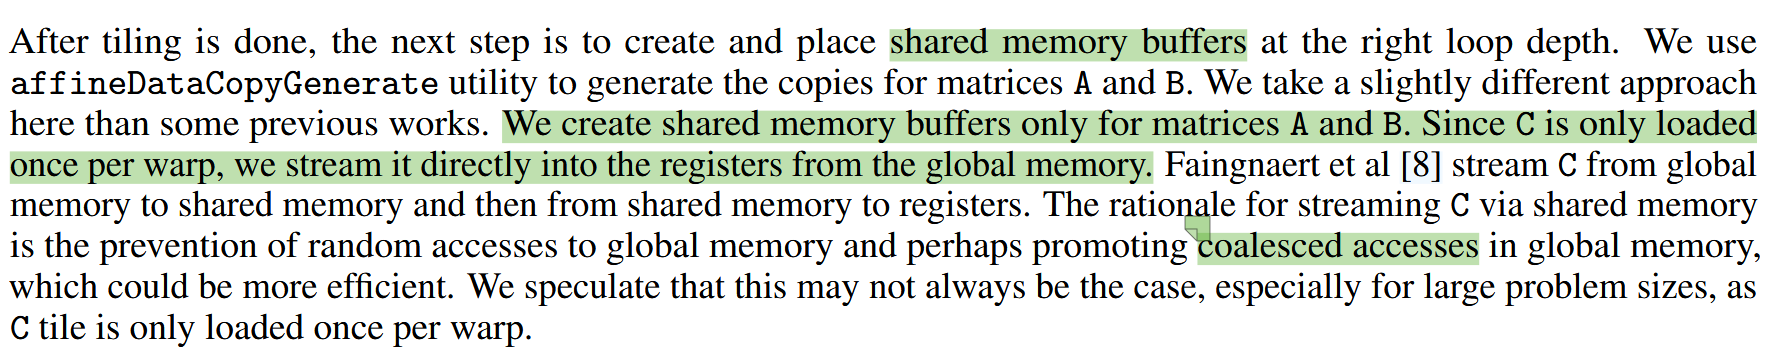 After tiling is done, the next step is to create and place shared memory buffers at the right loop depth. We use
affineDataCopyGenerate utility to generate the copies for matrices A and B. We take a slightly different approach
here than some previous works. We create shared memory buffers only for matrices A and B. Since C is only loaded
once per warp, we stream it directly into the registers from the global memory. Faingnaert et al [8] stream C from global
memory to shared memory and then from shared memory to registers. The rationale for streaming C via shared memory
is the prevention of random accesses to global memory and perhaps promoting coalesced accesses in global memory,
which could be more efficient. We speculate that this may not always be the case, especially for large problem sizes, as
C tile is only loaded once per warp.